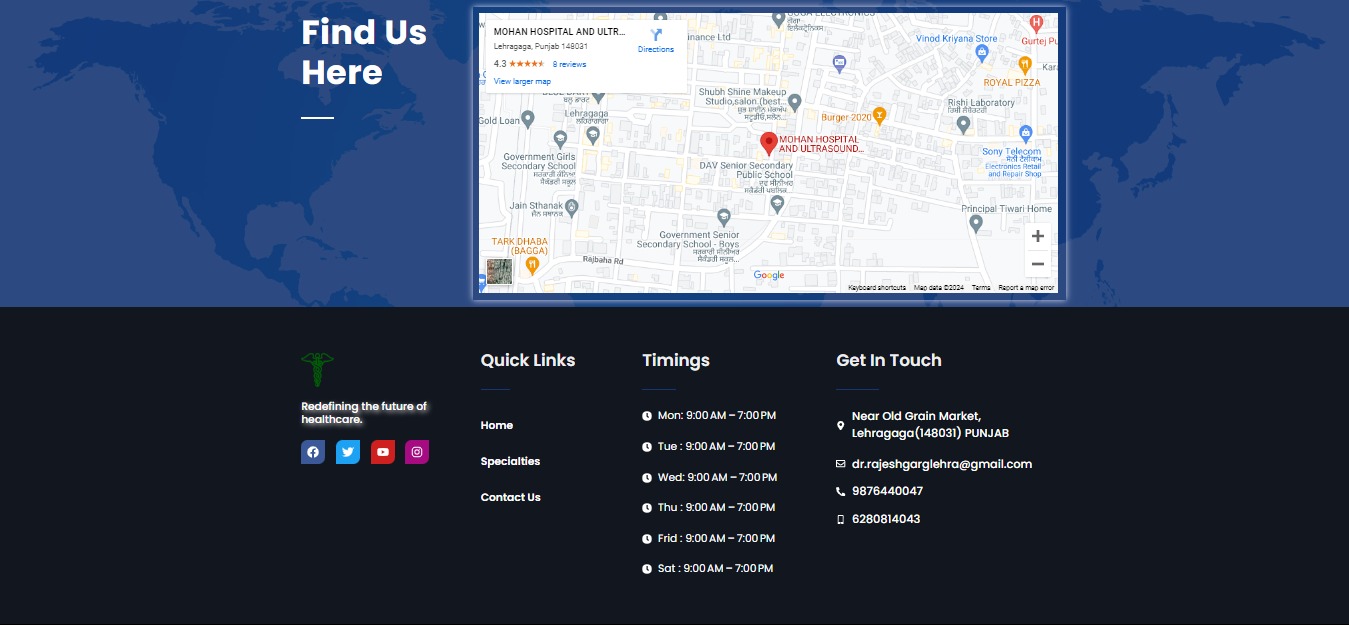 Find Us
Here
MOHAN HOSPITAL AND ULTR...
Lehragaga, Punjab 148031
Directions
4.3
8 reviews
View larger map
Vinod Kriyana Store
Gurtej Pu
ROYAL PIZZA
Kara
Shubh Shine Makeup
Studio,salon,(best...
Burger 2020
Rishi Laboratory
Gold Loan
Lehragaga
ਲਹਿਰਾਗਾਗਾ
MOHAN HOSPITAL
AND ULTRASOUND...
Government Girls
Secondary School
ਸਰਕਾਰੀ ਕੰਨਿਆ
ਸੈਕੰਡਰੀ ਸਕੂਲ
DAV Senior Secondary
Public School
Sony Telecom
ਸੋਨੀ ਟੈਲੀਕਾਮ
Electronics Retail
and Repair Shop
Jain Sthanak
ਜੈਨ ਸਥਾਨਕ
Principal Tiwari Home
Government Senior
Secondary School - Boys
TARK DHABA
(BAGGA)
Rajbaha Rd
Google
Keyboard shortcuts Map data ©2024 Terms Report a map error
Redefining the future of
healthcare.
Quick Links
Home
Specialties
Contact Us
Timings
Mon: 9:00 AM – 7:00 PM
Tue : 9:00 AM – 7:00 PM
Wed: 9:00 AM – 7:00 PM
Thu : 9:00 AM – 7:00 PM
Frid : 9:00 AM – 7:00 PM
Sat : 9:00 AM – 7:00 PM
Get In Touch
Near Old Grain Market,
Lehragaga(148031) PUNJAB
dr.rajeshgarglehra@gmail.com
9876440047
6280814043